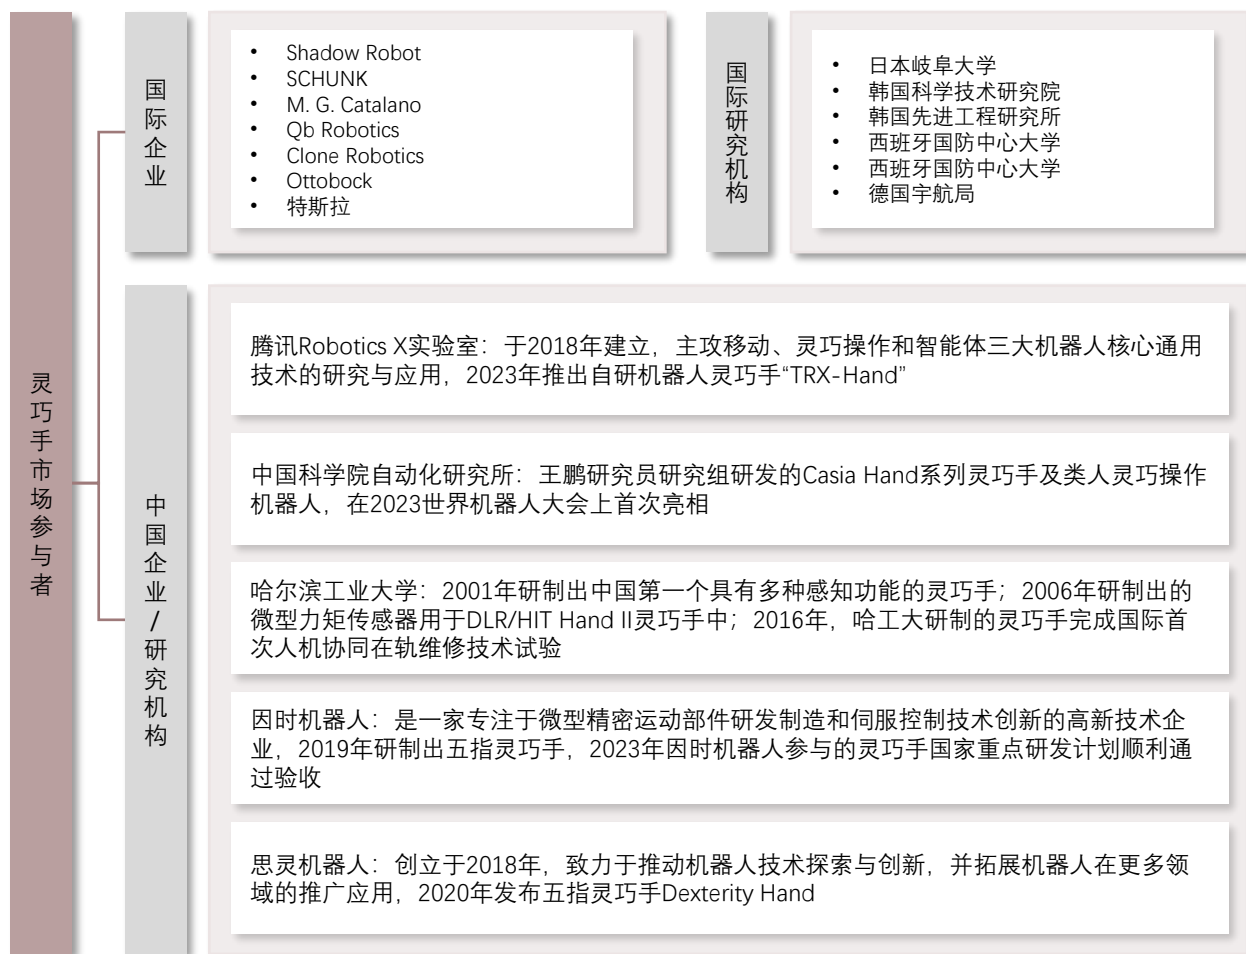 灵巧手市场参与者
国际企业
• Shadow Robot
• SCHUNK
• M. G. Catalano
• Qb Robotics
• Clone Robotics
• Ottobock
• 特斯拉
国际研究机构
• 日本岐阜大学
• 韩国科学技术研究院
• 韩国先进工程研究所
• 西班牙国防中心大学
• 西班牙国防中心大学
• 德国宇航局
中国企业/研究机构
腾讯Robotics X实验室：于2018年建立，主攻移动、灵巧操作和智能体三大机器人核心通用
技术的研究与应用，2023年推出自研机器人灵巧手“TRX-Hand”
中国科学院自动化研究所：王鹏研究员研究组研发的Casia Hand系列灵巧手及类人灵巧操作
机器人，在2023世界机器人大会上首次亮相
哈尔滨工业大学：2001年研制出中国第一个具有多种感知功能的灵巧手；2006年研制出的
微型力矩传感器用于DLR/HIT Hand II灵巧手中；2016年，哈工大研制的灵巧手完成国际首
次人机协同在轨维修技术试验
因时机器人：是一家专注于微型精密运动部件研发制造和伺服控制技术创新的高新技术企
业，2019年研制出五指灵巧手，2023年因时机器人参与的灵巧手国家重点研发计划顺利通
过验收
思灵机器人：创立于2018年，致力于推动机器人技术探索与创新，并拓展机器人在更多领
域的推广应用，2020年发布五指灵巧手Dexterity Hand